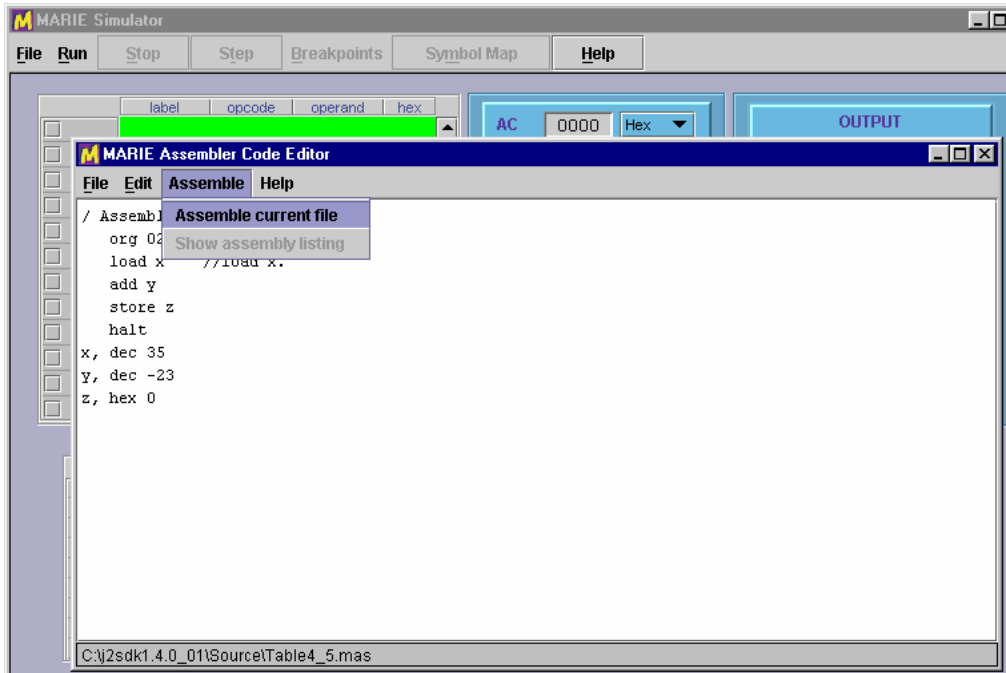 MARIE Simulator
File Run Stop Step Breakpoints Symbol Map Help
label opcode operand hex
AC 0000 Hex
OUTPUT
MARIE Assembler Code Editor
File Edit Assemble Help
Assemble current file
Show assembly listing
/ Assembl
org 02
load x //load x.
add y
store z
halt
x, dec 35
y, dec -23
z, hex 0
C:\j2sdk1.4.0_01\Source\Table4_5.mas